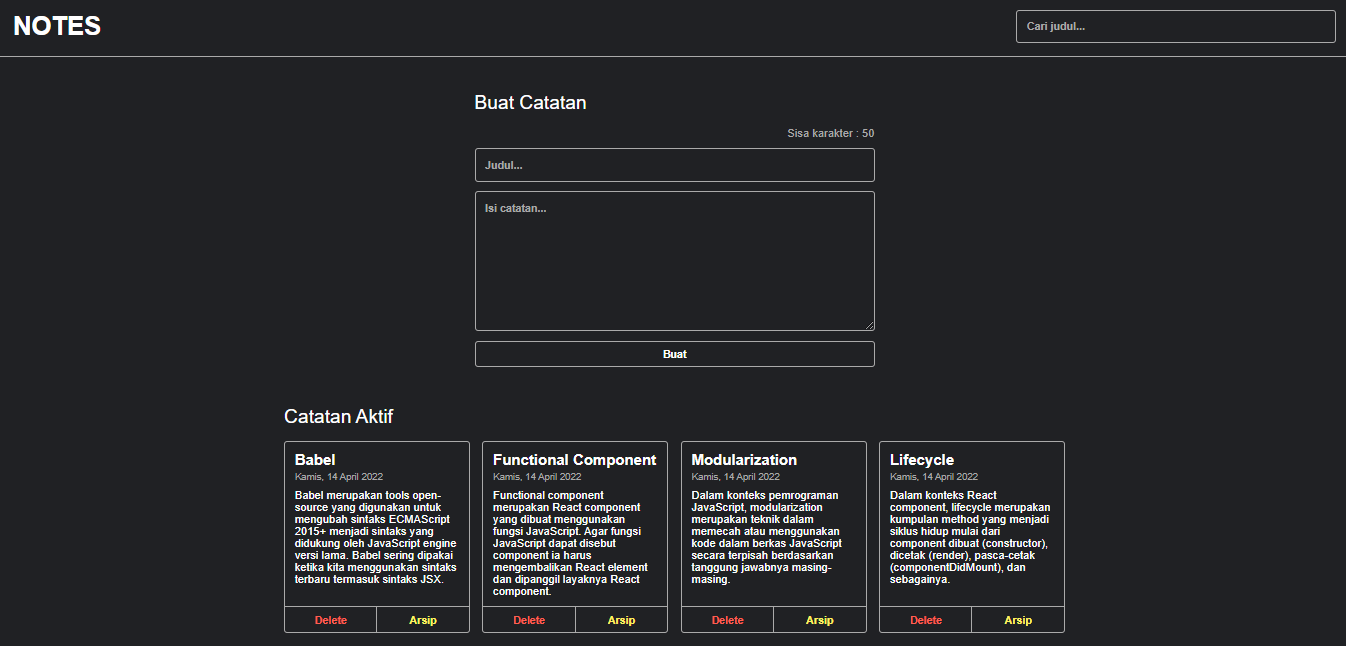 NOTES
Cari judul...
Buat Catatan
Sisa karakter : 50
Judul...
Isi catatan...
Buat
Catatan Aktif
Babel
Kamis, 14 April 2022
Babel merupakan tools open-
source yang digunakan untuk
mengubah sintaks ECMAScript
2015+ menjadi sintaks yang
didukung oleh JavaScript engine
versi lama. Babel sering dipakai
ketika kita menggunakan sintaks
terbaru termasuk sintaks JSX.
Delete
Arsip
Functional Component
Kamis, 14 April 2022
Functional component
merupakan React component
yang dibuat menggunakan
fungsi JavaScript. Agar fungsi
JavaScript dapat disebut
component ia harus
mengembalikan React element
dan dipanggil layaknya React
component.
Delete
Arsip
Modularization
Kamis, 14 April 2022
Dalam konteks pemrograman
JavaScript, modularization
merupakan teknik dalam
memecah atau menggunakan
kode dalam berkas JavaScript
secara terpisah berdasarkan
tanggung jawabnya masing-
masing.
Delete
Arsip
Lifecycle
Kamis, 14 April 2022
Dalam konteks React
component, lifecycle merupakan
kumpulan method yang menjadi
siklus hidup mulai dari
component dibuat (constructor),
dicetak (render), pasca-cetak
(componentDidMount), dan
sebagainya.
Delete
Arsip